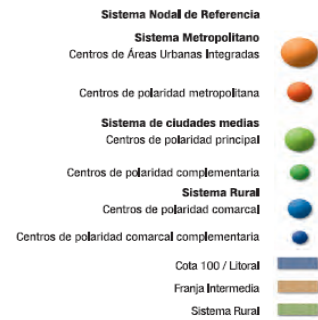 Sistema Nodal de Referencia
Sistema Metropolitano
Centros de Áreas Urbanas Integradas
Centros de polaridad metropolitana
Sistema de ciudades medias
Centros de polaridad principal
Centros de polaridad complementaria
Sistema Rural
Centros de polaridad comarcal
Centros de polaridad comarcal complementaria
Cota 100 / Litoral
Franja Intermedia
Sistema Rural